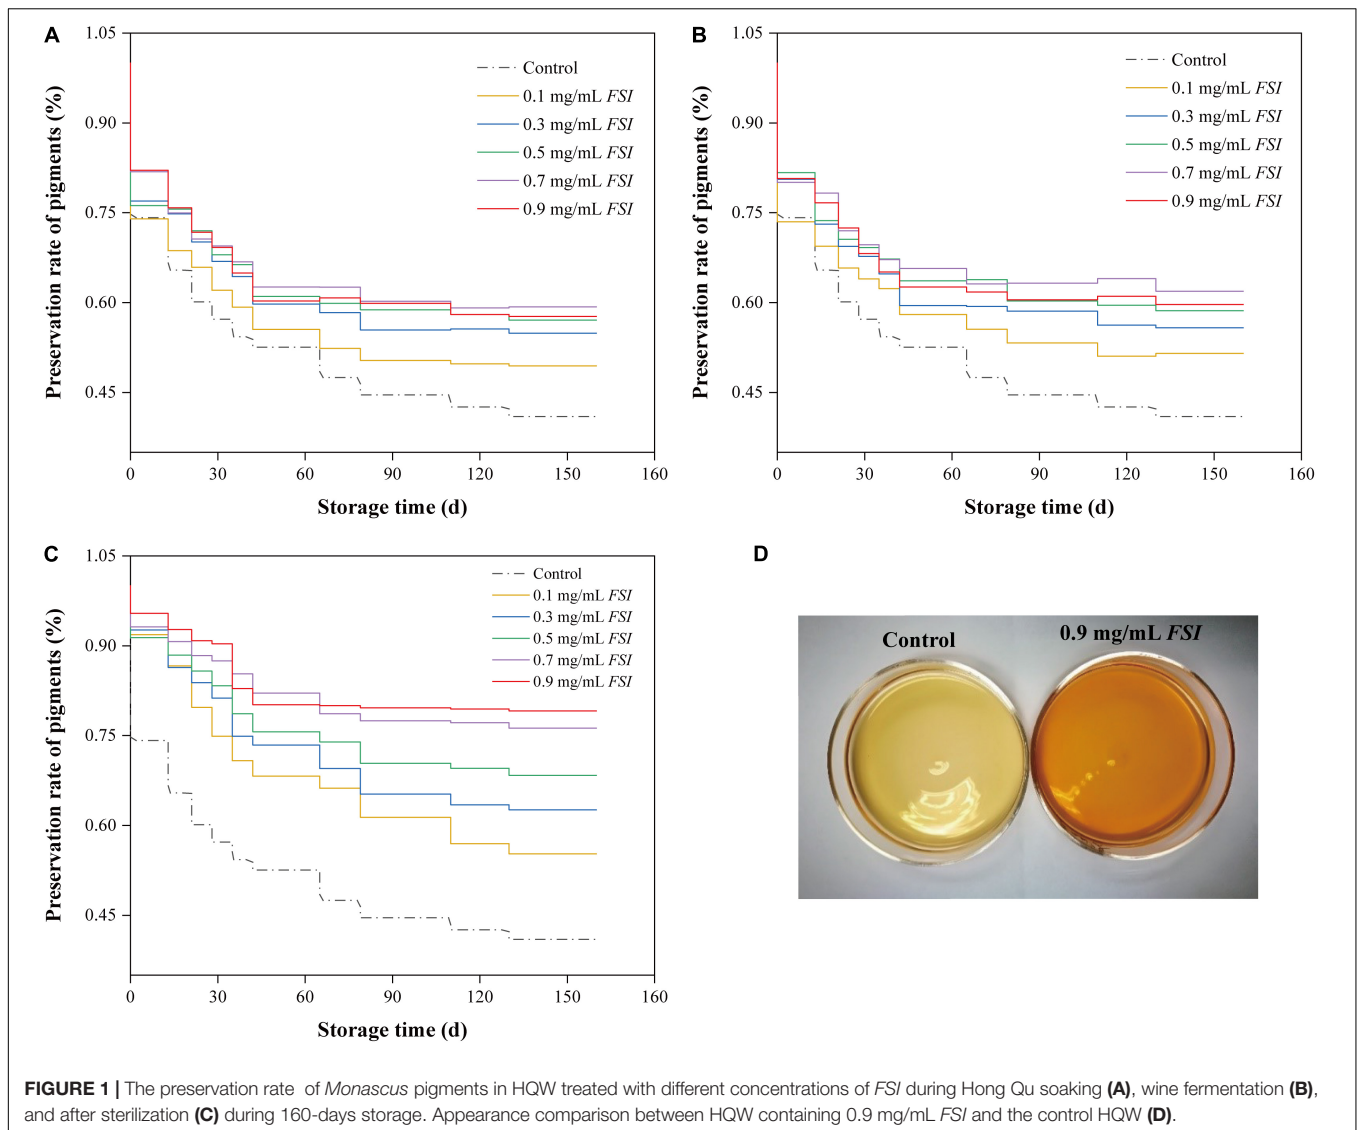 A
1.05
0.90
0.75
0.60
0.45
Preservation rate of pigments (%)
0 30 60 90 120 150 160
Storage time (d)
Control
0.1 mg/mL FSI
0.3 mg/mL FSI
0.5 mg/mL FSI
0.7 mg/mL FSI
0.9 mg/mL FSI
B
1.05
0.90
0.75
0.60
0.45
Preservation rate of pigments (%)
0 30 60 90 120 150 160
Storage time (d)
Control
0.1 mg/mL FSI
0.3 mg/mL FSI
0.5 mg/mL FSI
0.7 mg/mL FSI
0.9 mg/mL FSI
C
1.05
0.90
0.75
0.60
0.45
Preservation rate of pigments (%)
0 30 60 90 120 150 160
Storage time (d)
Control
0.1 mg/mL FSI
0.3 mg/mL FSI
0.5 mg/mL FSI
0.7 mg/mL FSI
0.9 mg/mL FSI
D
Control
0.9 mg/mL FSI
FIGURE 1 | The preservation rate of Monascus pigments in HQW treated with different concentrations of FSI during Hong Qu soaking (A), wine fermentation (B),
and after sterilization (C) during 160-days storage. Appearance comparison between HQW containing 0.9 mg/mL FSI and the control HQW (D).